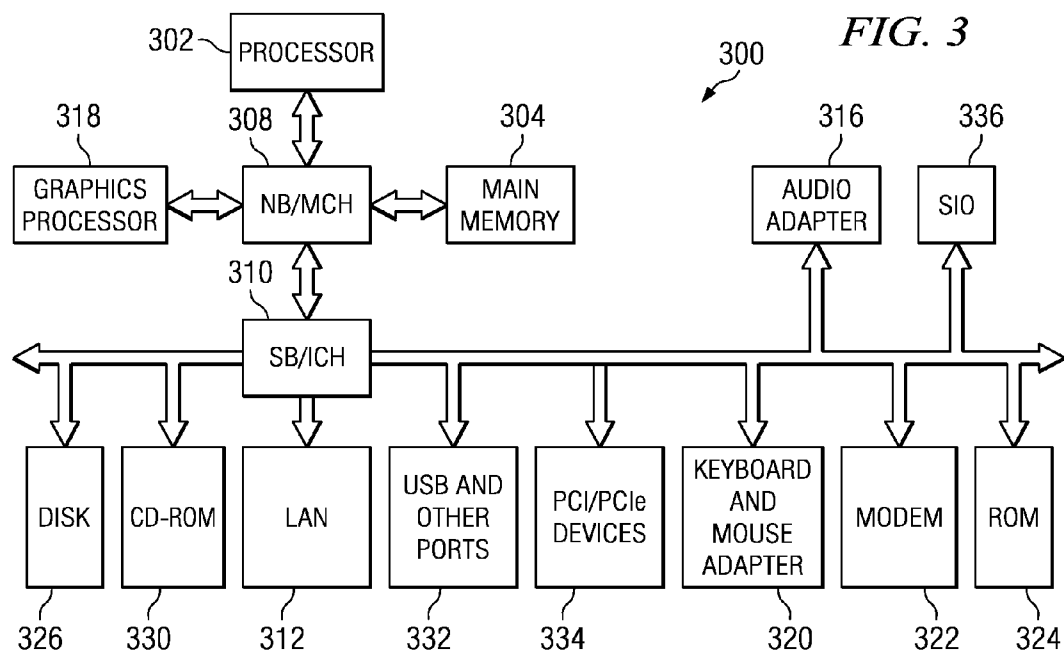 FIG. 3
302
PROCESSOR
300
318
308
304
316
336
GRAPHICS
PROCESSOR
NB/MCH
MAIN
MEMORY
AUDIO
ADAPTER
SIO
310
SB/ICH
DISK
CD-ROM
LAN
USB AND
OTHER
PORTS
PCI/PCIe
DEVICES
KEYBOARD
AND
MOUSE
ADAPTER
MODEM
ROM
326
330
312
332
334
320
322
324